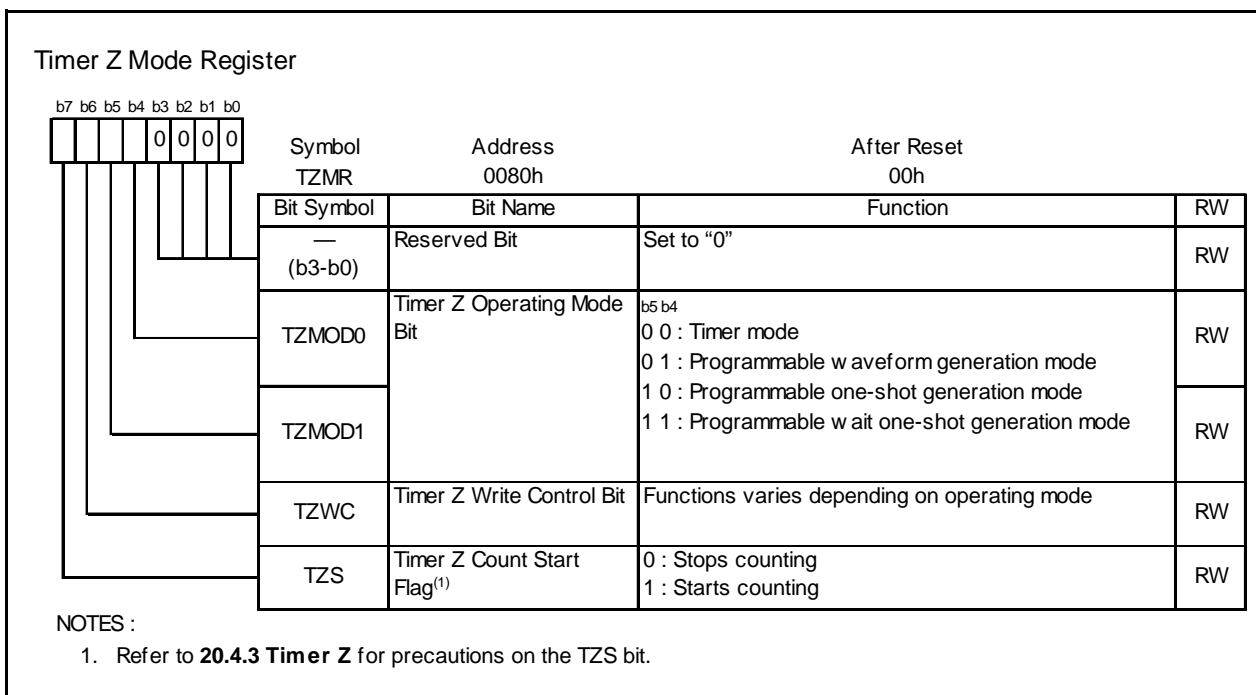 Timer Z Mode Register
b7 b6 b5 b4 b3 b2 b1 b0
0 0 0 0
Symbol Address After Reset
TZMR 0080h 00h
Bit Symbol Bit Name Function RW
— Reserved Bit Set to “0” RW
(b3-b0)
TZMOD0 Timer Z Operating Mode Bit RW
b5 b4
0 0 : Timer mode
0 1 : Programmable waveform generation mode
1 0 : Programmable one-shot generation mode
1 1 : Programmable wait one-shot generation mode
TZMOD1 RW
TZWC Timer Z Write Control Bit Functions varies depending on operating mode RW
TZS Timer Z Count Start Flag(1) 0 : Stops counting RW
1 : Starts counting
NOTES :
1. Refer to 20.4.3 Timer Z for precautions on the TZS bit.